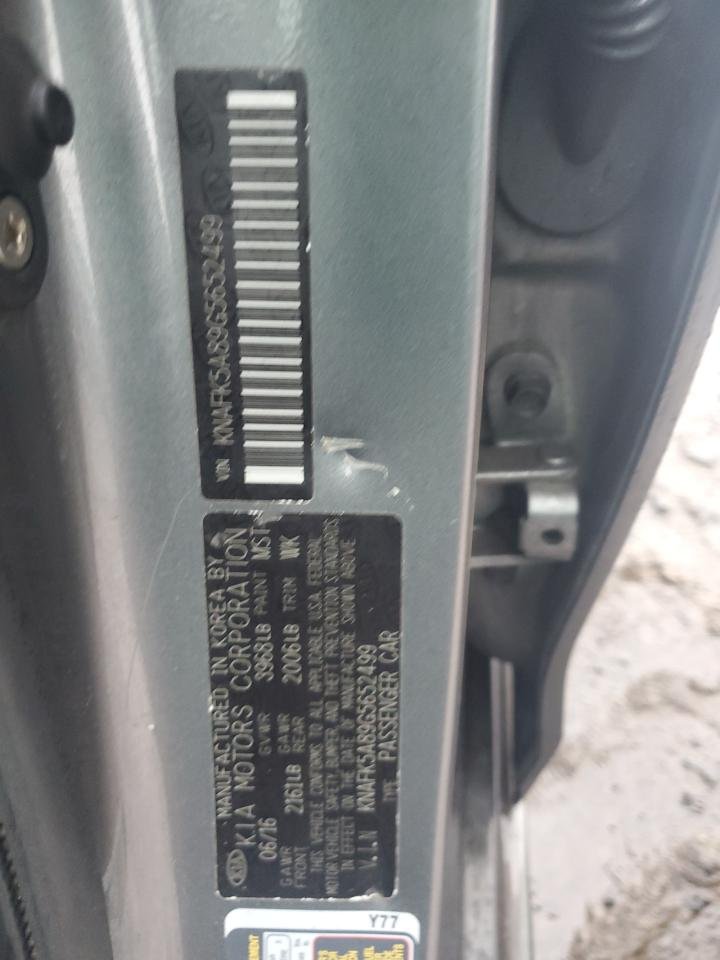 VIN KNAFK5A89G5652499
MANUFACTURED IN KOREA BY
KIA KIA MOTORS CORPORATION
06/16 GVWR 3968LB PAINT MST
GAWR FRONT 2161LB GAWR REAR 2006LB TRIM WK
THIS VEHICLE CONFORMS TO ALL APPLICABLE U.S.A. FEDERAL
MOTOR VEHICLE SAFETY, BUMPER, AND THEFT PREVENTION STANDARDS
IN EFFECT ON THE DATE OF MANUFACTURE SHOWN ABOVE
V.I.N KNAFK5A89G5652499
TYPE PASSENGER CAR
Y77